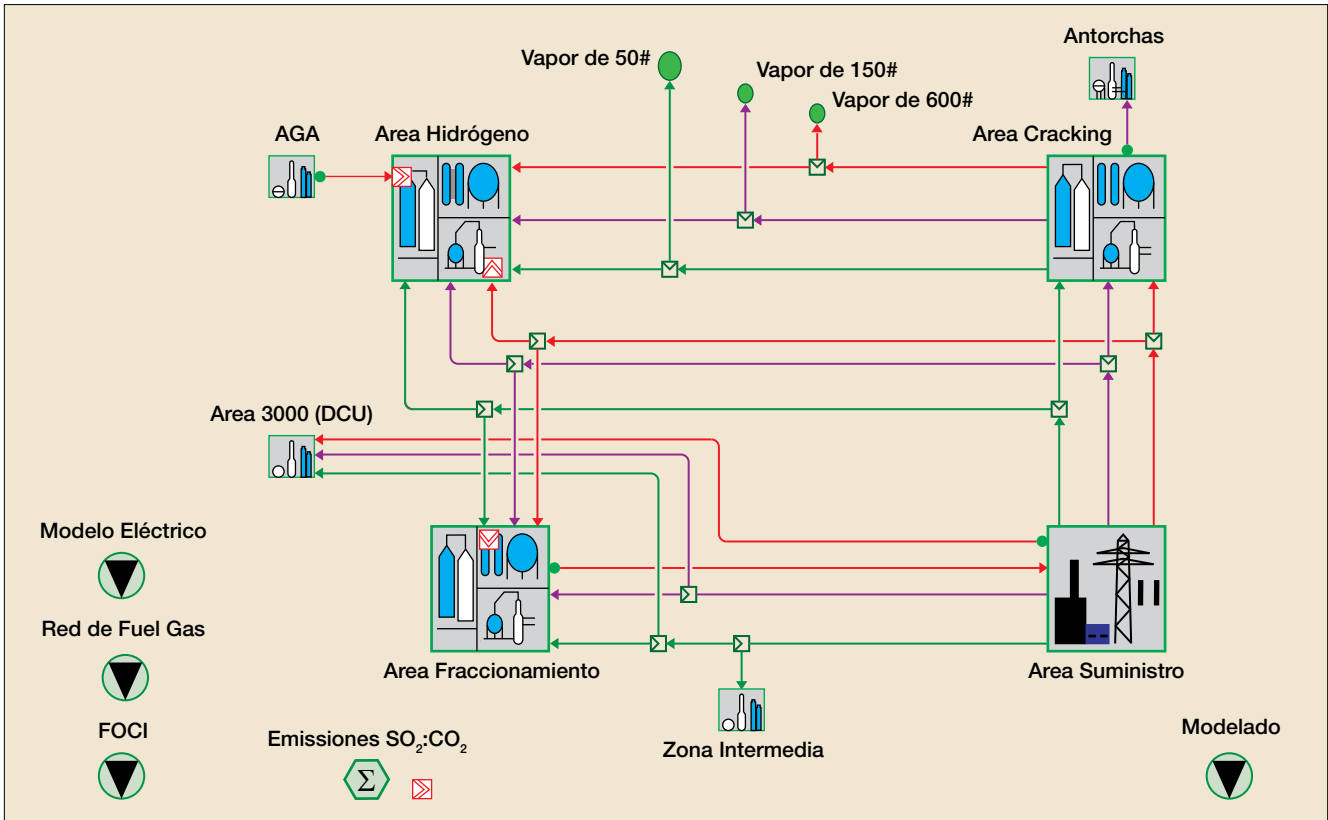 Antorchas
Vapor de 50#
Vapor de 150#
Vapor de 600#
AGA
Area Hidrógeno
Area Cracking
Area 3000 (DCU)
Modelo Eléctrico
Red de Fuel Gas
Area Fraccionamiento
Area Suministro
FOCI
Emissiones SO₂:CO₂
Σ
Zona Intermedia
Modelado